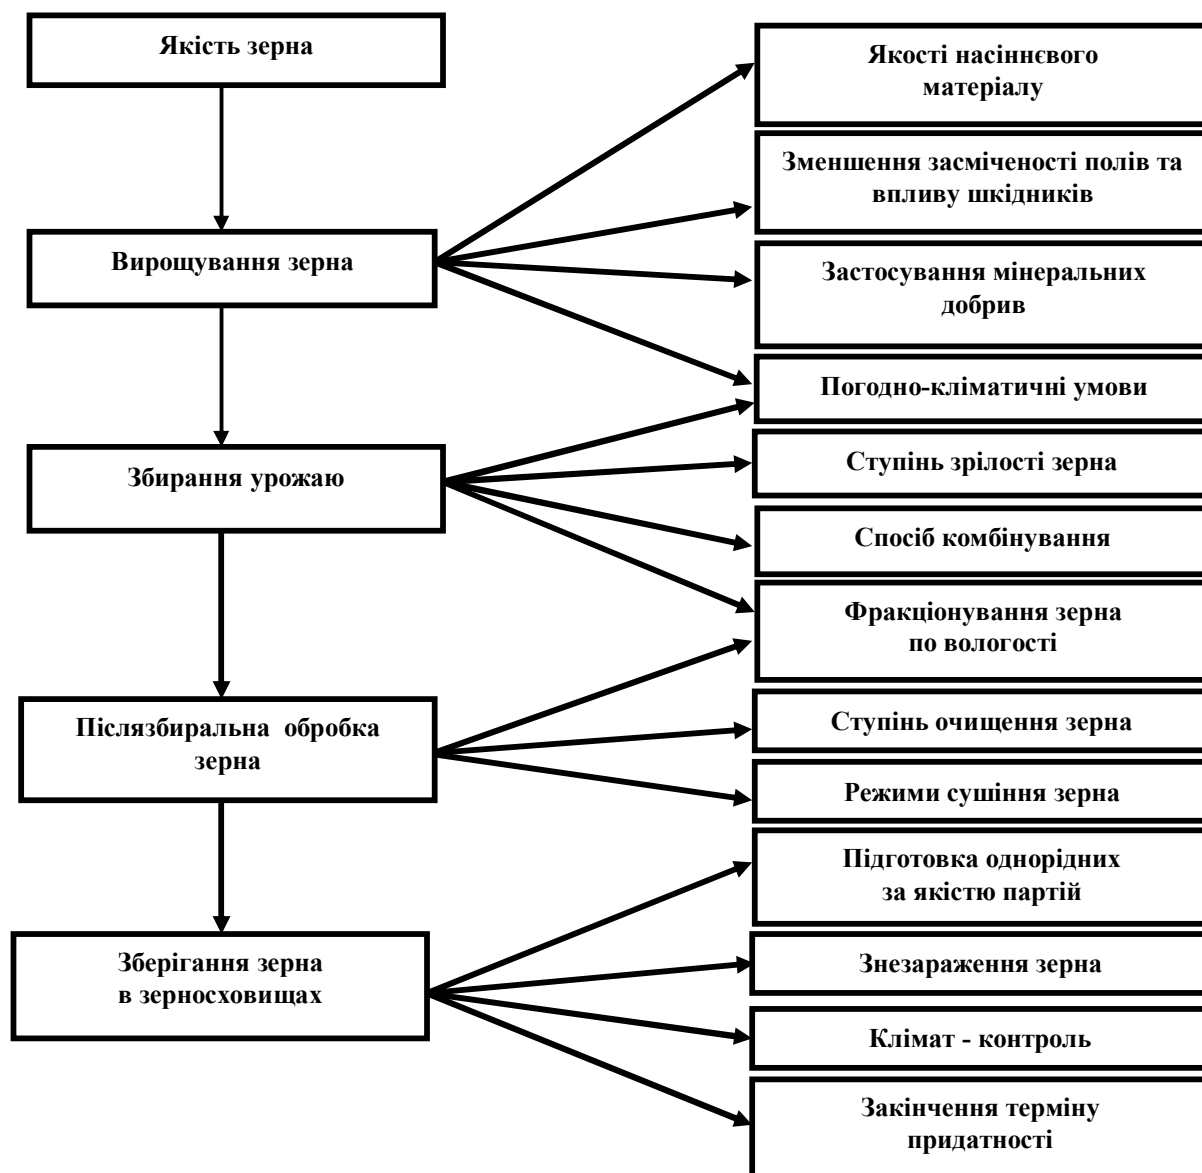 Якість зерна
Якості насіннєвого
матеріалу
Зменшення засміченості полів та
впливу шкідників
Вирощування зерна
Застосування мінеральних
добрив
Погодно-кліматичні умови
Збирання урожаю
Ступінь зрілості зерна
Спосіб комбінування
Фракціонування зерна
по вологості
Післязбиральна обробка
зерна
Ступінь очищення зерна
Режими сушіння зерна
Підготовка однорідних
за якістю партій
Зберігання зерна
в зерносховищах
Знезараження зерна
Клімат - контроль
Закінчення терміну
придатності